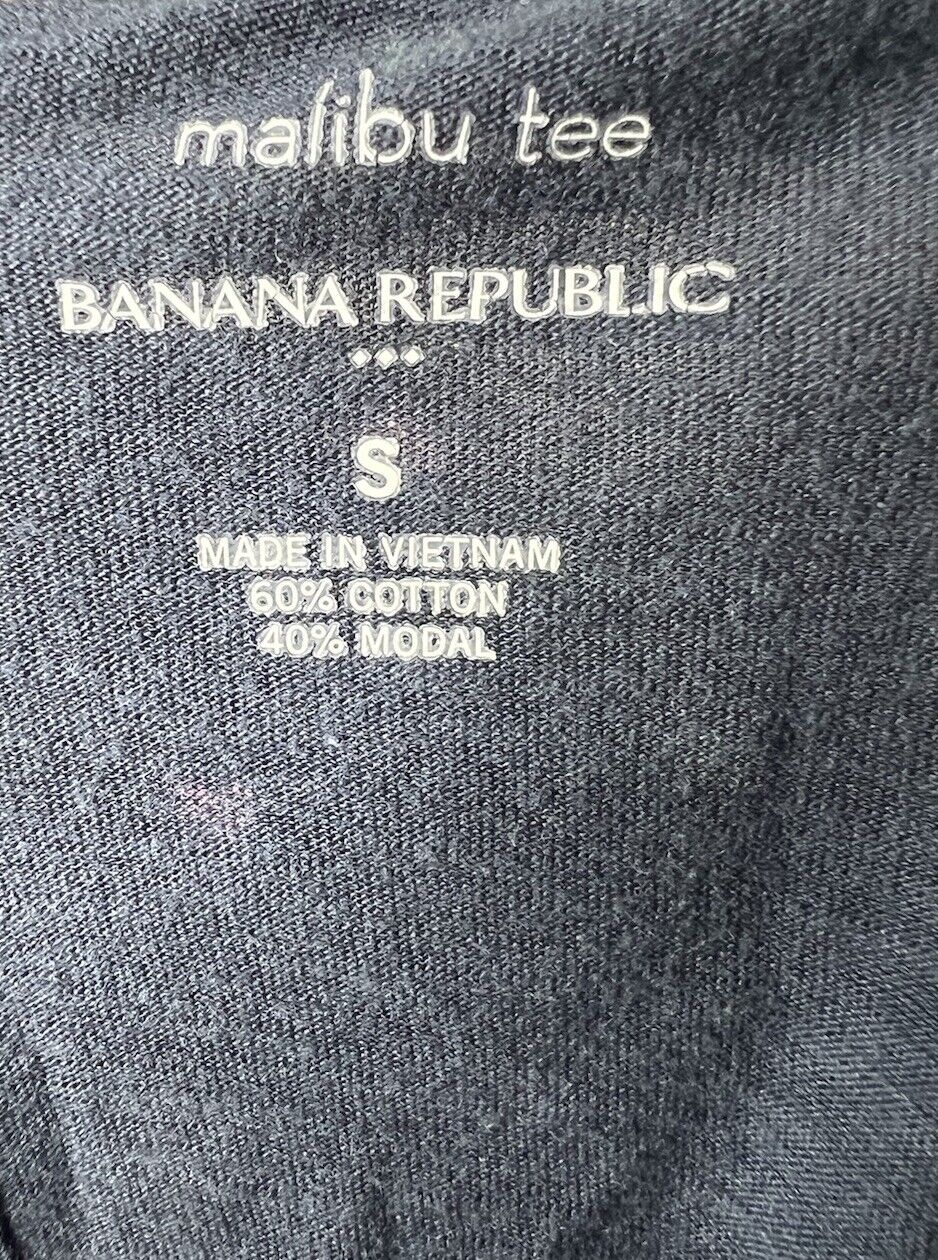 malibu tee
BANANA REPUBLIC
S
MADE IN VIETNAM
60% COTTON
40% MODAL